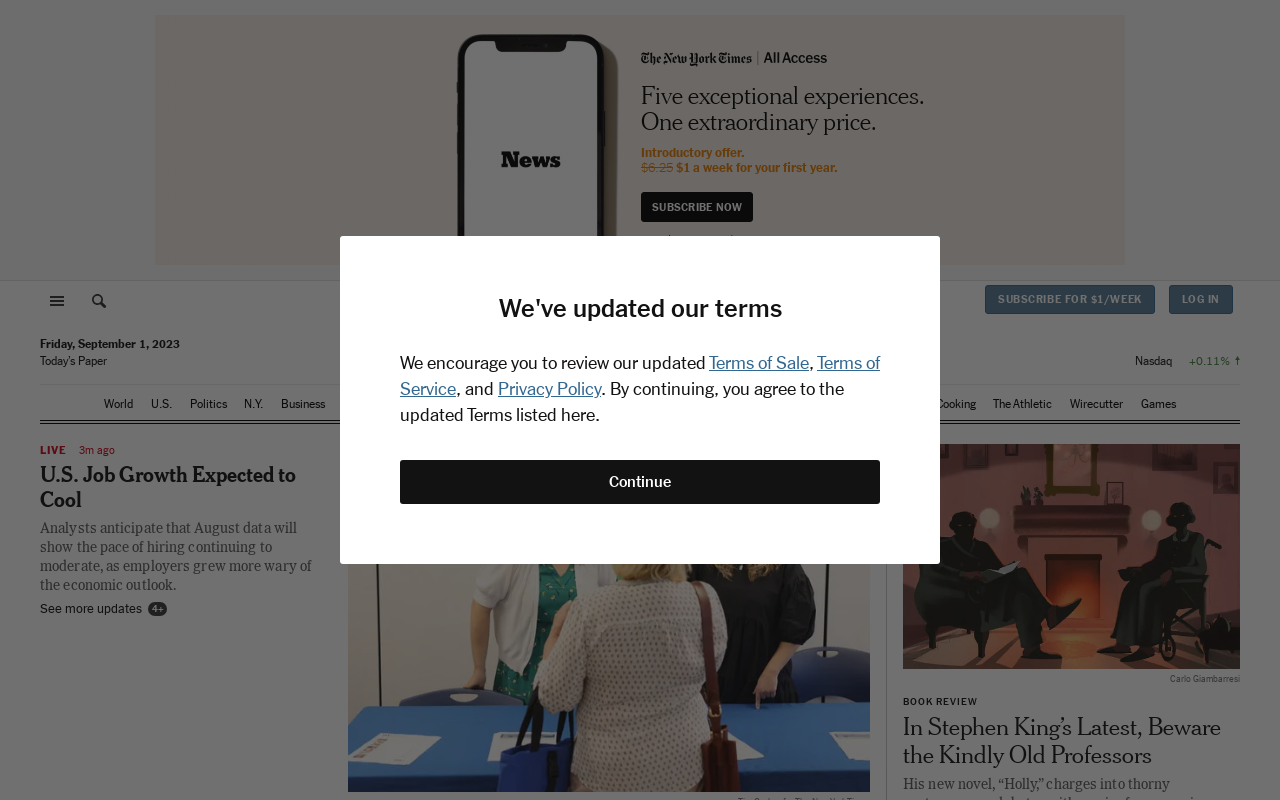 The New York Times | All Access
Five exceptional experiences.
One extraordinary price.
News
Introductory offer.
$6.25 $1 a week for your first year.
SUBSCRIBE NOW
SUBSCRIBE FOR $1/WEEK
LOG IN
Friday, September 1, 2023
Today's Paper
Nasdaq +0.11% ↑
World U.S. Politics N.Y. Business
Cooking The Athletic Wirecutter Games
We've updated our terms
We encourage you to review our updated Terms of Sale, Terms of
Service, and Privacy Policy. By continuing, you agree to the
updated Terms listed here.
Continue
LIVE 3m ago
U.S. Job Growth Expected to
Cool
Analysts anticipate that August data will
show the pace of hiring continuing to
moderate, as employers grew more wary of
the economic outlook.
See more updates 4+
Carlo Giambarresi
BOOK REVIEW
In Stephen King's Latest, Beware
the Kindly Old Professors
His new novel, "Holly," charges into thorny